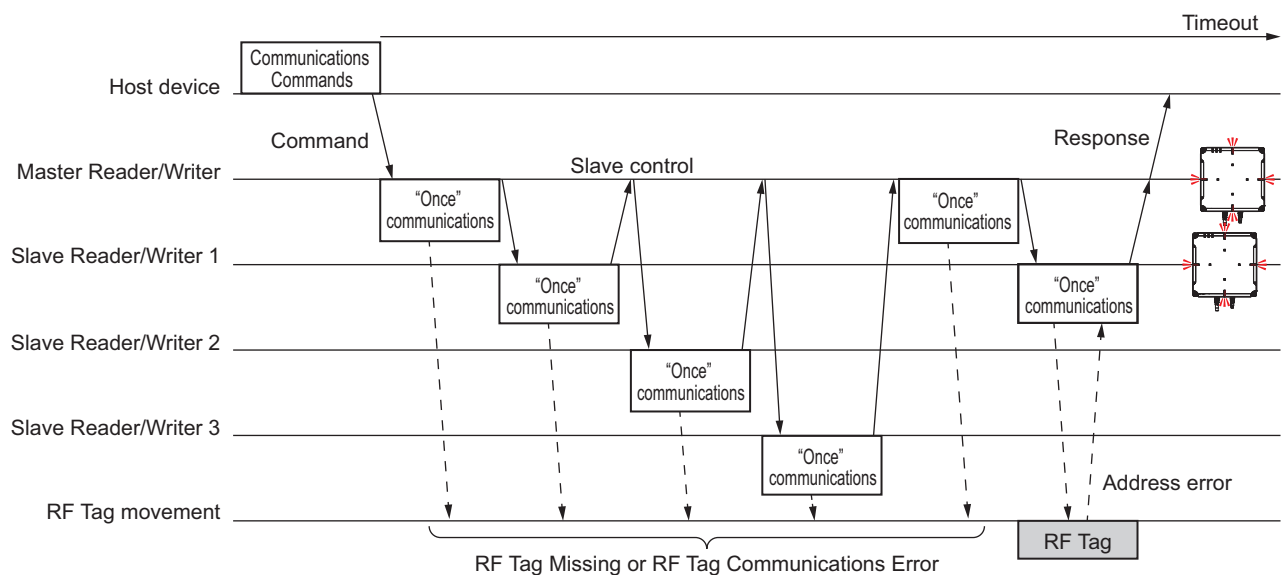 Timeout
Communications
Commands
Host device
Command
Response
Master Reader/Writer
Slave control
“Once”
communications
“Once”
communications
Slave Reader/Writer 1
“Once”
communications
“Once”
communications
Slave Reader/Writer 2
“Once”
communications
Slave Reader/Writer 3
“Once”
communications
Address error
RF Tag movement
RF Tag
RF Tag Missing or RF Tag Communications Error